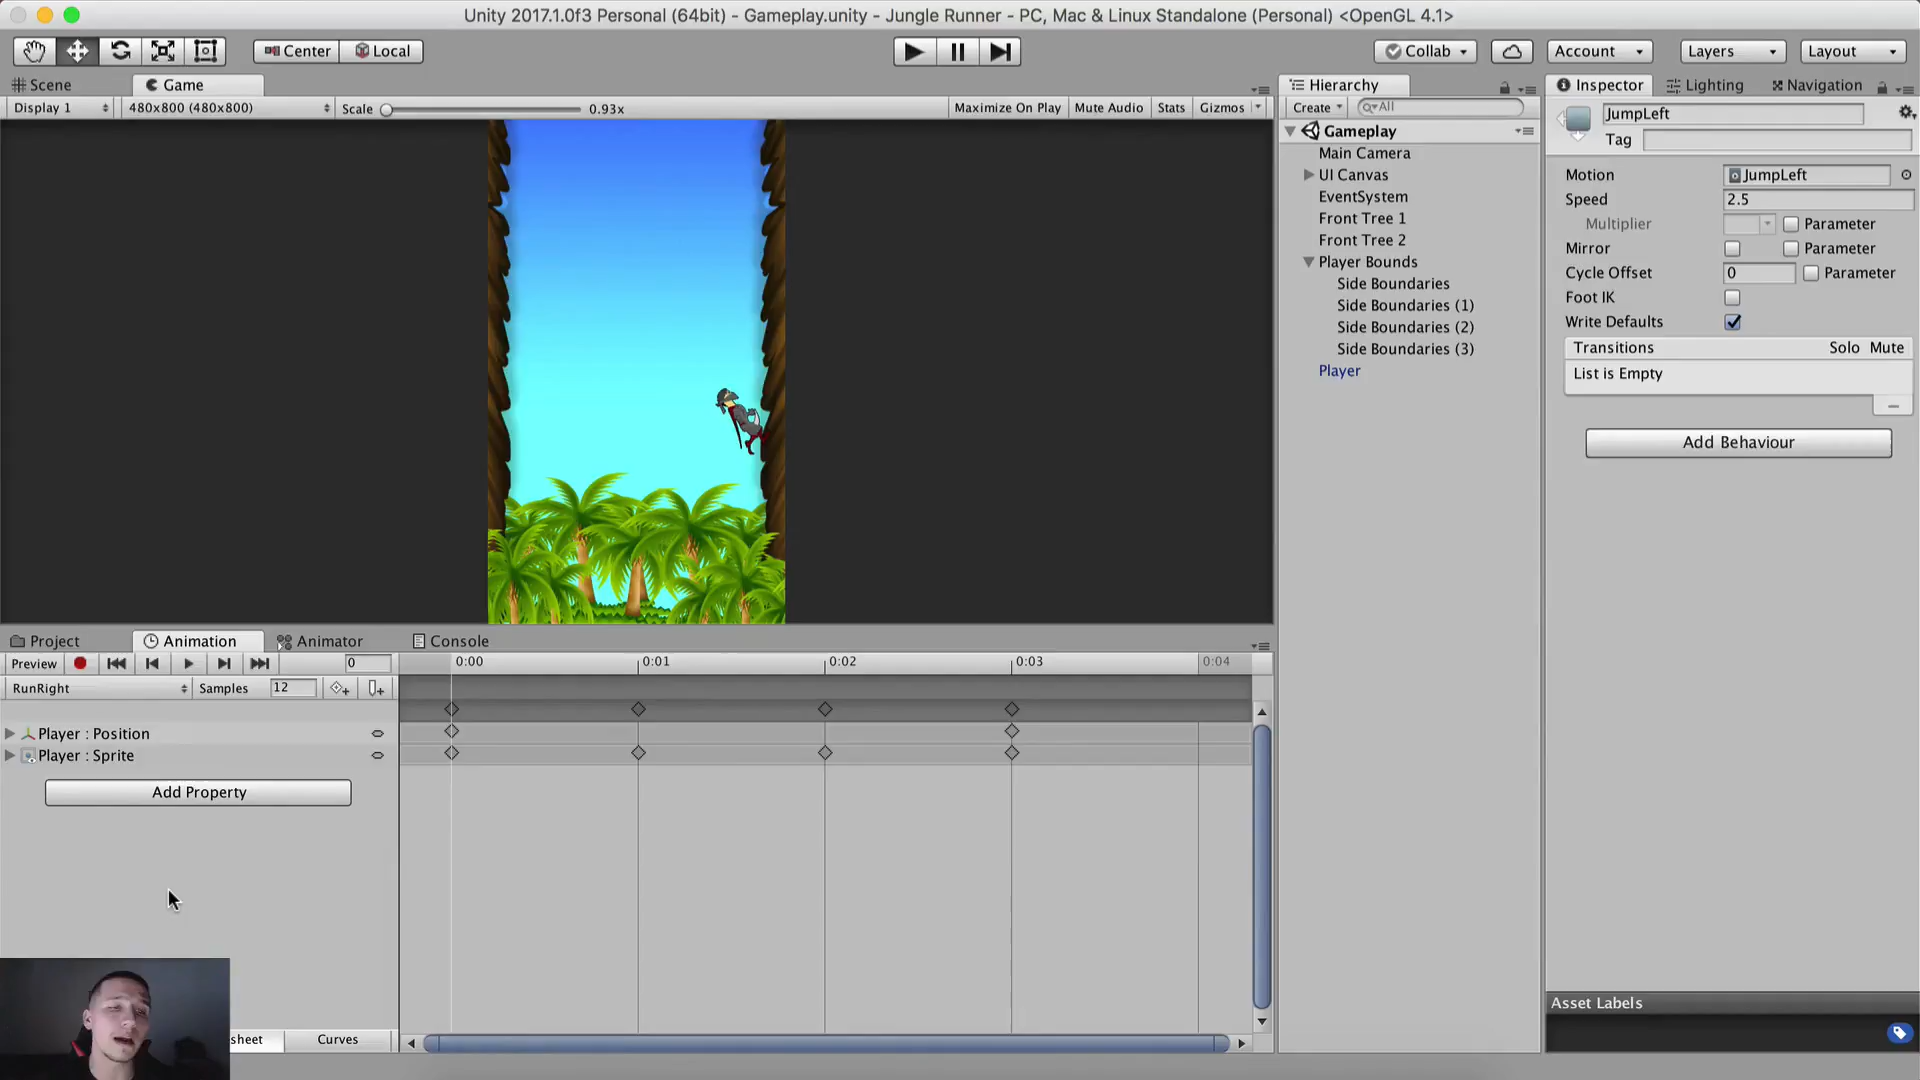 Unity 2017.1.0f3 Personal (64bit) - Gameplay.unity - Jungle Runner - PC, Mac & Linux Standalone (Personal) <OpenGL 4.1>
Center Local Collab Account Layers Layout
Scene Game
Display 1 480x800 (480x800) Scale 0.93x Maximize On Play Mute Audio Stats Gizmos
Hierarchy
Create All
Gameplay
Main Camera
UI Canvas
EventSystem
Front Tree 1
Front Tree 2
Player Bounds
Side Boundaries
Side Boundaries (1)
Side Boundaries (2)
Side Boundaries (3)
Player
Inspector Lighting Navigation
JumpLeft
Tag
Motion JumpLeft
Speed 2.5
Multiplier Parameter
Mirror Parameter
Cycle Offset 0 Parameter
Foot IK
Write Defaults
Transitions Solo Mute
List is Empty
Add Behaviour
Asset Labels
Project Animation Animator Console
Preview 0 0:00 0:01 0:02 0:03 0:04
RunRight Samples 12
Player : Position
Player : Sprite
Add Property
sheet Curves